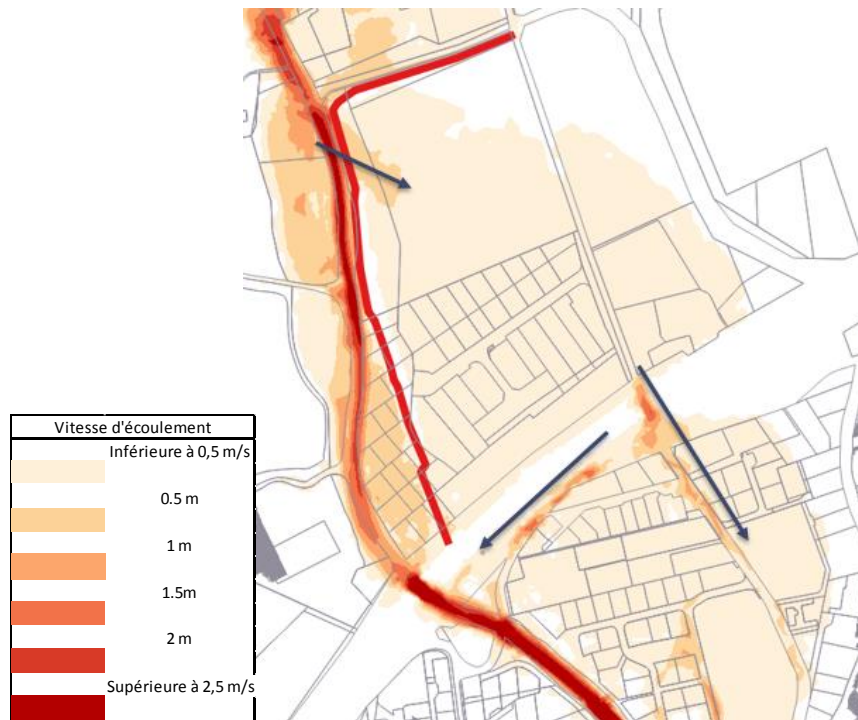 Vitesse d'écoulement
Inférieure à 0,5 m/s
0.5 m
1 m
1.5m
2 m
Supérieure à 2,5 m/s